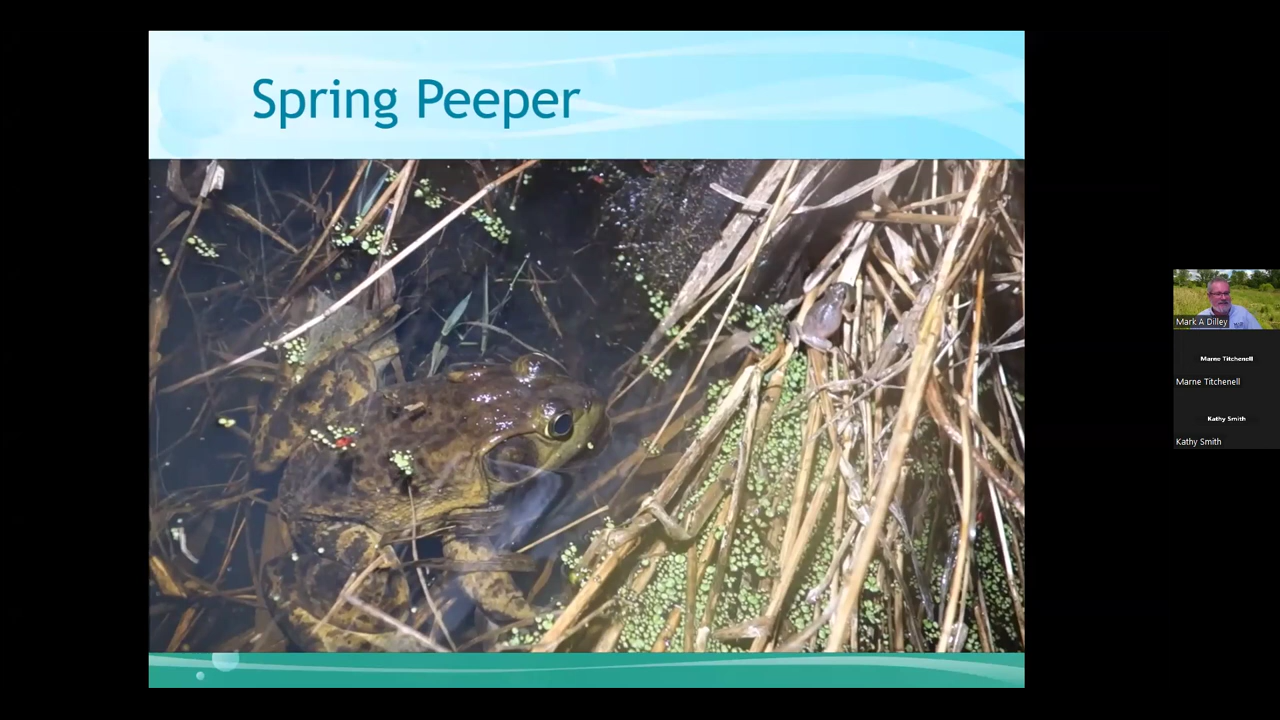 Spring Peeper
Mark A Dilley
Marne Titchenell
Marne Titchenell
Kathy Smith
Kathy Smith